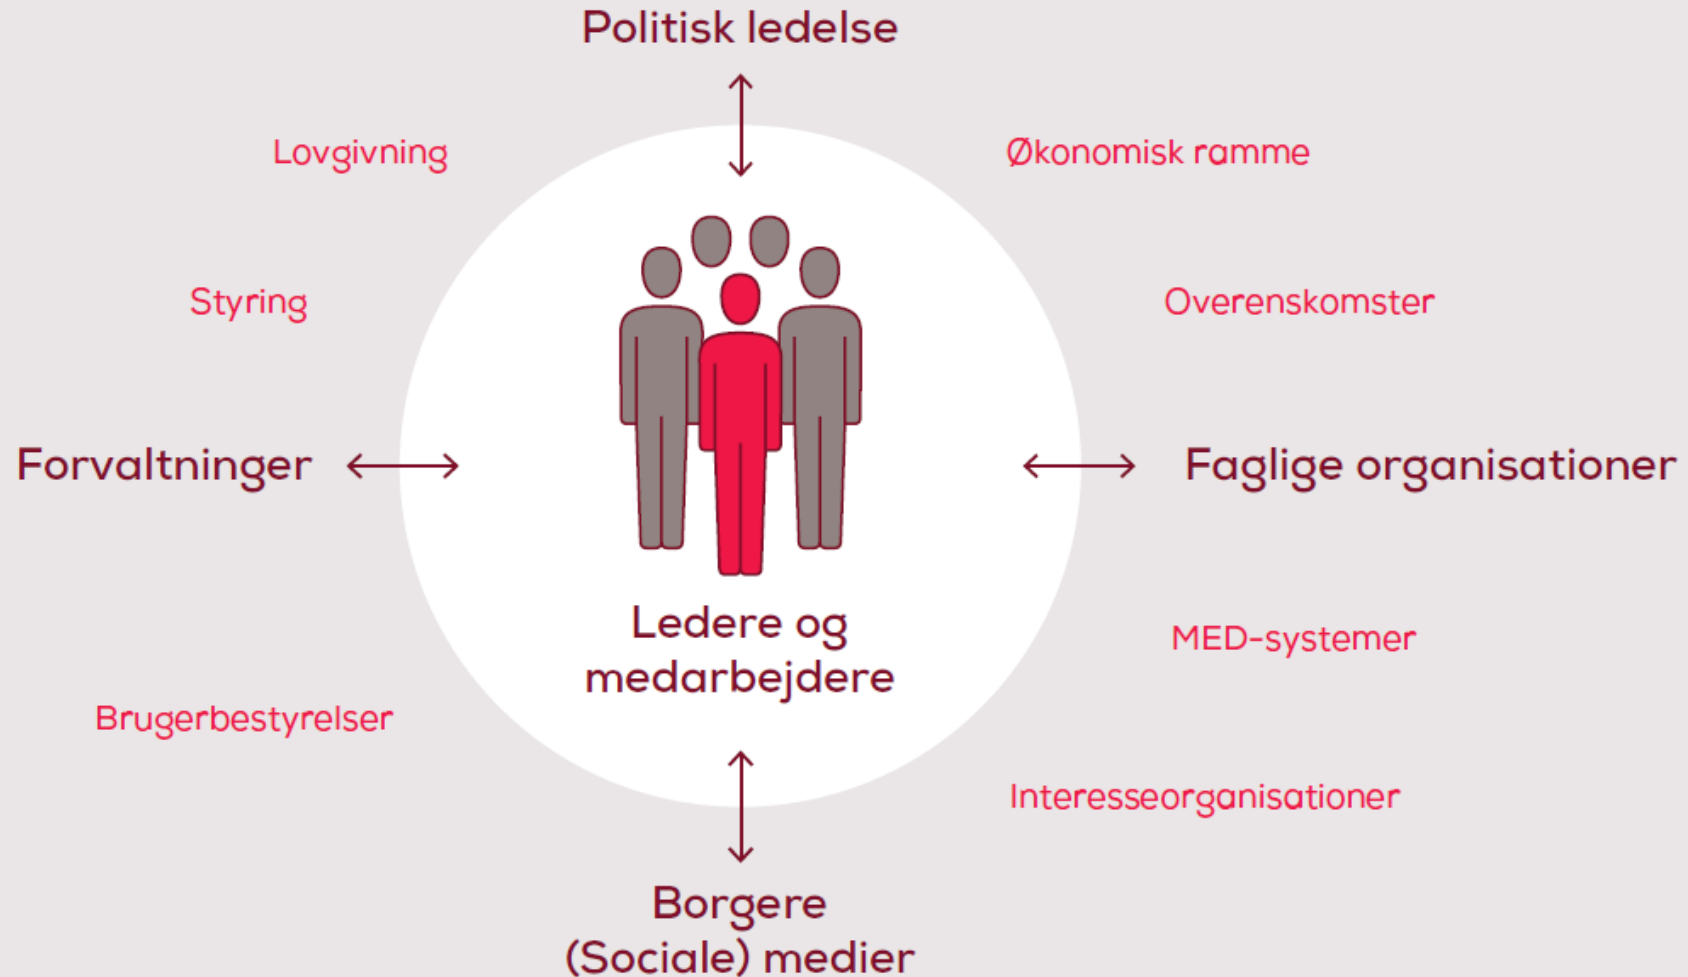 Politisk ledelse
Lovgivning
Økonomisk ramme
Styring
Overenskomster
Forvaltninger
Faglige organisationer
Ledere og
medarbejdere
MED-systemer
Brugerbestyrelser
Interesseorganisationer
Borgere
(Sociale) medier